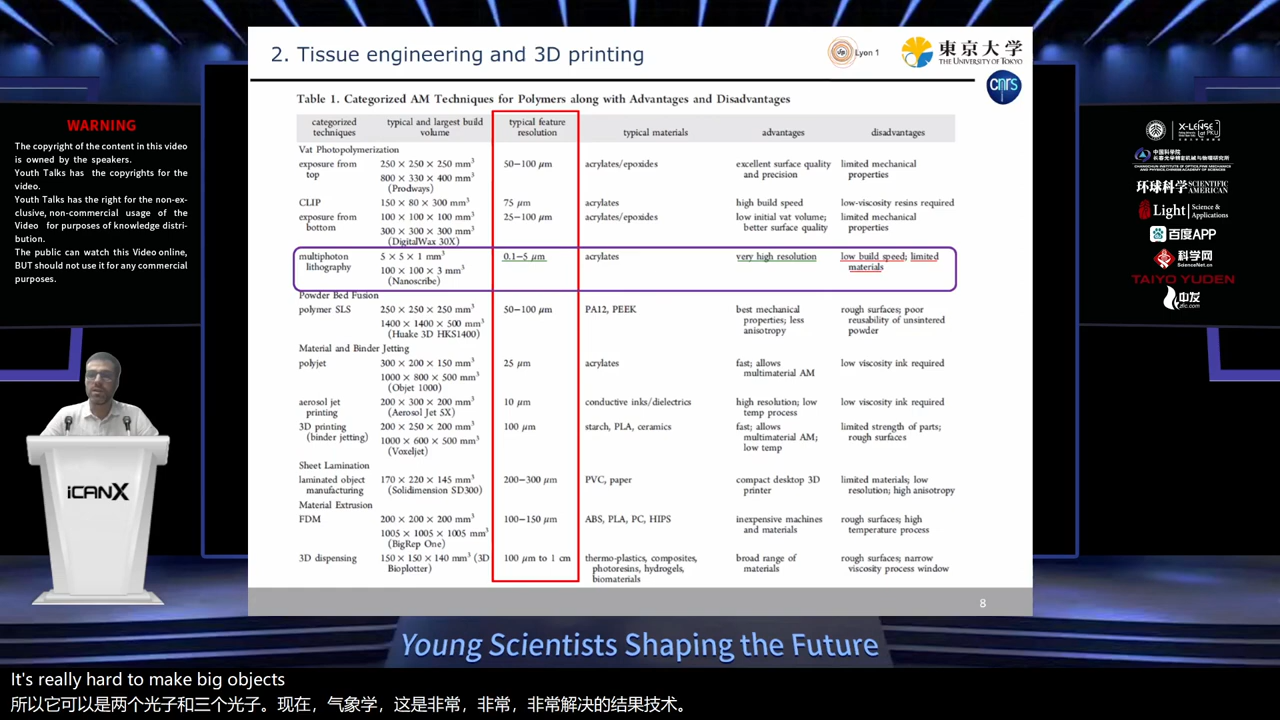 2. Tissue engineering and 3D printing
Lyon 1
東京大学
THE UNIVERSITY OF TOKYO
cnrs
WARNING
The copyright of the content in this video
is owned by the speakers.
Youth Talks has the copyrights for the
video.
Youth Talks has the right for the non-ex-
clusive, non-commercial usage of the
Video for purposes of knowledge distri-
bution.
The public can watch this Video online,
BUT should not use it for any commercial
purposes.
Table 1. Categorized AM Techniques for Polymers along with Advantages and Disadvantages
categorized techniques typical and largest build volume typical feature resolution typical materials advantages disadvantages
Vat Photopolymerization
exposure from top 250 × 250 × 250 mm³ 50−100 μm acrylates/epoxides excellent surface quality and precision limited mechanical properties
800 × 330 × 400 mm³ (Prodways)
CLIP 150 × 80 × 300 mm³ 75 μm acrylates high build speed low-viscosity resins required
exposure from bottom 100 × 100 × 100 mm³ 25−100 μm acrylates/epoxides low initial vat volume; better surface quality limited mechanical properties
300 × 300 × 300 mm³ (DigitalWax 30X)
multiphoton lithography 5 × 5 × 1 mm³ 0.1−5 μm acrylates very high resolution low build speed; limited materials
100 × 100 × 3 mm³ (Nanoscribe)
Powder Bed Fusion
polymer SLS 250 × 250 × 250 mm³ 50−100 μm PA12, PEEK best mechanical properties; less anisotropy rough surfaces; poor reusability of unsintered powder
1400 × 1400 × 500 mm³ (Huake 3D HKS1400)
Material and Binder Jetting
polyjet 300 × 200 × 150 mm³ 25 μm acrylates fast; allows multimaterial AM low viscosity ink required
1000 × 800 × 500 mm³ (Objet 1000)
aerosol jet printing 200 × 300 × 200 mm³ (Aerosol Jet 5X) 10 μm conductive inks/dielectrics high resolution; low temp process low viscosity ink required
3D printing (binder jetting) 200 × 250 × 200 mm³ 100 μm starch, PLA, ceramics fast; allows multimaterial AM; low temp limited strength of parts; rough surfaces
1000 × 600 × 500 mm³ (Voxeljet)
Sheet Lamination
laminated object manufacturing 170 × 220 × 145 mm³ (Solidimension SD300) 200−300 μm PVC, paper compact desktop 3D printer limited materials; low resolution; high anisotropy
Material Extrusion
FDM 200 × 200 × 200 mm³ 100−150 μm ABS, PLA, PC, HIPS inexpensive machines and materials rough surfaces; high temperature process
1005 × 1005 × 1005 mm³ (BigRep One)
3D dispensing 150 × 150 × 140 mm³ (3D Bioplotter) 100 μm to 1 cm thermo-plastics, composites, photoresins, hydrogels, biomaterials broad range of materials rough surfaces; narrow viscosity process window
8
X-LENSE
中国科学院
长春光学精密机械与物理研究所
环球科学 SCIENTIFIC AMERICAN
Light Science & Applications
百度APP
科学网
ScienceNet.cn
TAIYO YUDEN
中发
iCANX
Young Scientists Shaping the Future
It's really hard to make big objects
所以它可以是两个光子和三个光子。现在，气象学，这是非常，非常，非常解决的结果技术。